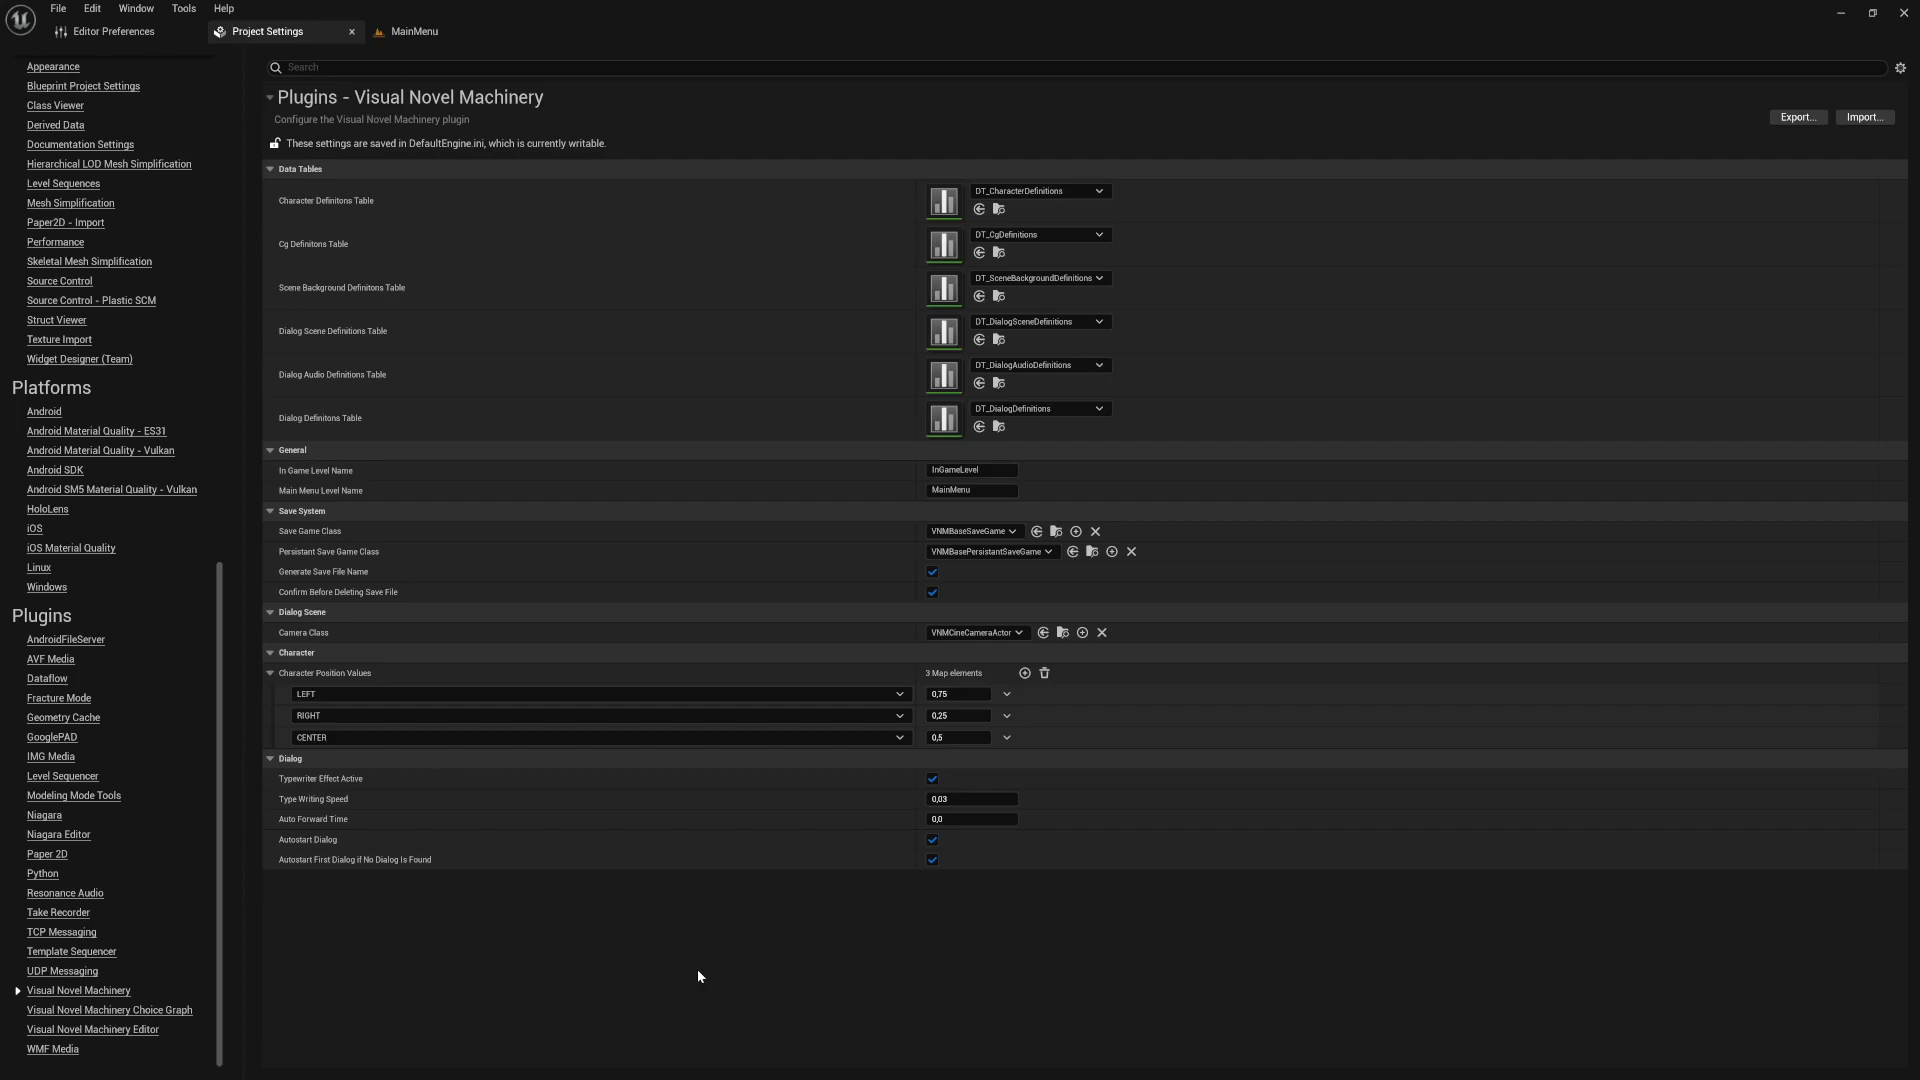 File Edit Window Tools Help
Editor Preferences Project Settings MainMenu
Appearance
Blueprint Project Settings
Class Viewer
Derived Data
Documentation Settings
Hierarchical LOD Mesh Simplification
Level Sequences
Mesh Simplification
Paper2D - Import
Performance
Skeletal Mesh Simplification
Source Control
Source Control - Plastic SCM
Struct Viewer
Texture Import
Widget Designer (Team)
Platforms
Android
Android Material Quality - ES31
Android Material Quality - Vulkan
Android SDK
Android SM5 Material Quality - Vulkan
HoloLens
iOS
iOS Material Quality
Linux
Windows
Plugins
AndroidFileServer
AVF Media
Dataflow
Fracture Mode
Geometry Cache
GooglePAD
IMG Media
Level Sequencer
Modeling Mode Tools
Niagara
Niagara Editor
Paper 2D
Python
Resonance Audio
Take Recorder
TCP Messaging
Template Sequencer
UDP Messaging
Visual Novel Machinery
Visual Novel Machinery Choice Graph
Visual Novel Machinery Editor
WMF Media
Search
Plugins - Visual Novel Machinery
Configure the Visual Novel Machinery plugin
Export... Import...
These settings are saved in DefaultEngine.ini, which is currently writable.
Data Tables
Character Definitons Table DT_CharacterDefinitions
Cg Definitons Table DT_CgDefinitions
Scene Background Definitons Table DT_SceneBackgroundDefinitions
Dialog Scene Definitions Table DT_DialogSceneDefinitions
Dialog Audio Definitions Table DT_DialogAudioDefinitions
Dialog Definitons Table DT_DialogDefinitions
General
In Game Level Name InGameLevel
Main Menu Level Name MainMenu
Save System
Save Game Class VNMBaseSaveGame
Persistant Save Game Class VNMBasePersistantSaveGame
Generate Save File Name
Confirm Before Deleting Save File
Dialog Scene
Camera Class VNMCineCameraActor
Character
Character Position Values 3 Map elements
LEFT 0,75
RIGHT 0,25
CENTER 0,5
Dialog
Typewriter Effect Active
Type Writing Speed 0,03
Auto Forward Time 0,0
Autostart Dialog
Autostart First Dialog if No Dialog Is Found